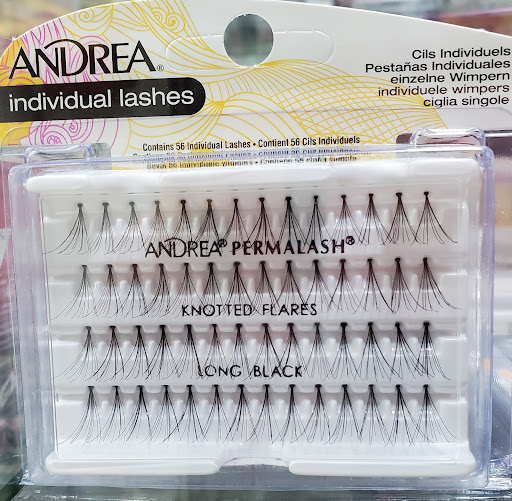 ANDREA®
individual lashes
Cils Individuels
Pestañas Individuales
einzelne Wimpern
individuele wimpers
ciglia singole
Contains 56 Individual Lashes • Contient 56 Cils Individuels
ANDREA® PERMALASH®
KNOTTED FLARES
LONG BLACK